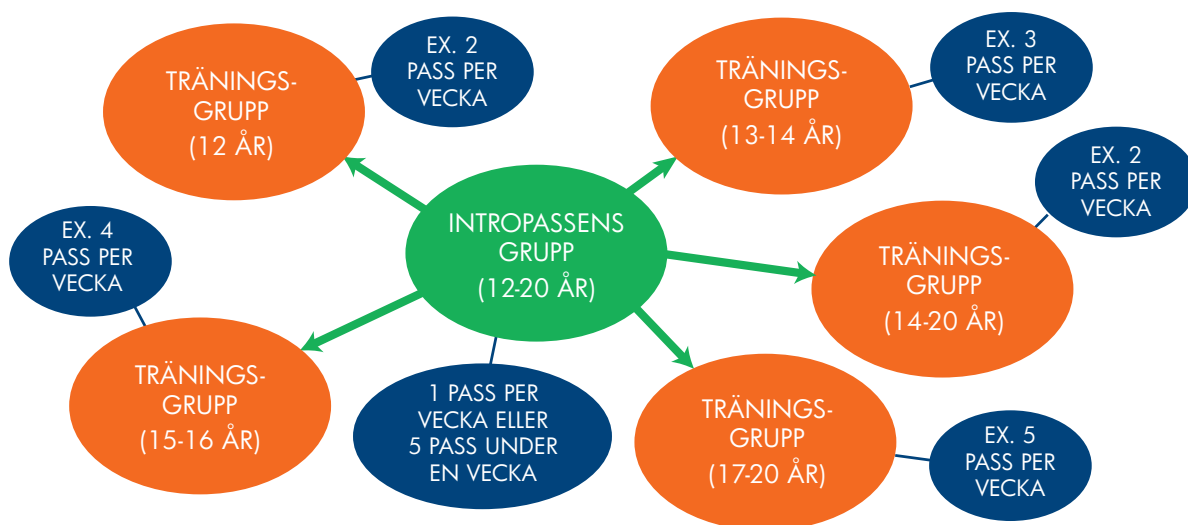 TRÄNINGS-
GRUPP
(12 ÅR)
EX. 2
PASS PER
VECKA
TRÄNINGS-
GRUPP
(13-14 ÅR)
EX. 3
PASS PER
VECKA
INTROPASSENS
GRUPP
(12-20 ÅR)
EX. 2
PASS PER
VECKA
TRÄNINGS-
GRUPP
(14-20 ÅR)
EX. 4
PASS PER
VECKA
TRÄNINGS-
GRUPP
(15-16 ÅR)
1 PASS PER
VECKA ELLER
5 PASS UNDER
EN VECKA
TRÄNINGS-
GRUPP
(17-20 ÅR)
EX. 5
PASS PER
VECKA